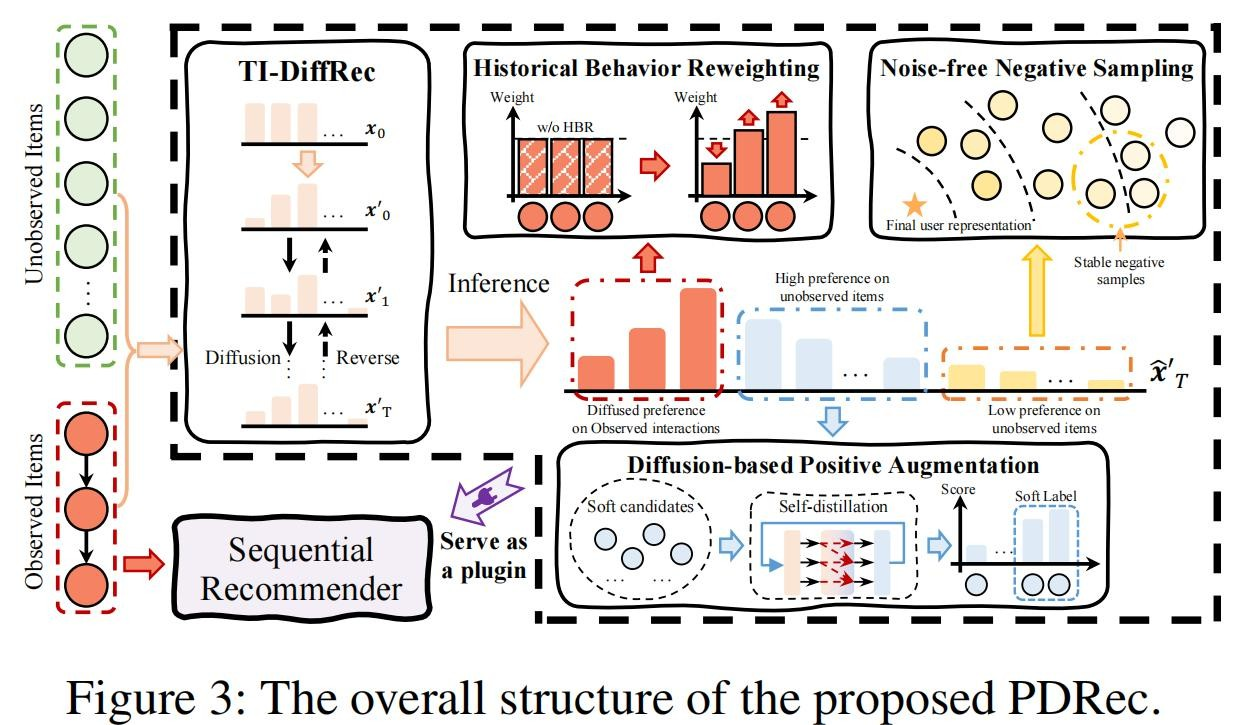 Unobserved Items
Observed Items
TI-DiffRec
... x₀
... x'₀
... x'₁
Diffusion
Reverse
... x'T
Sequential
Recommender
Serve as
a plugin
Inference
Historical Behavior Reweighting
Weight
w/o HBR
Weight
Noise-free Negative Sampling
Final user representation
Stable negative
samples
High preference on
unobserved items
...
...
x̂'T
Diffused preference
on Observed interactions
Low preference on
unobserved items
Diffusion-based Positive Augmentation
Soft candidates
... ...
Self-distillation
Score
Soft Label
...
Figure 3: The overall structure of the proposed PDRec.